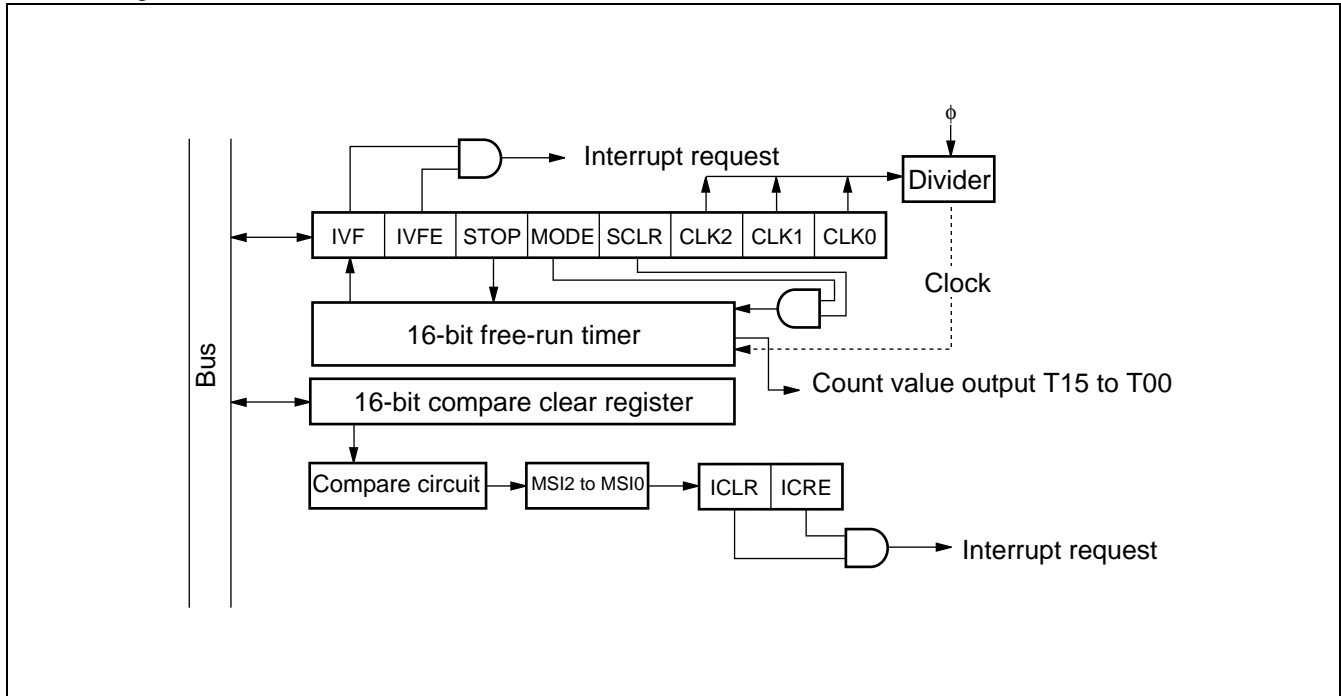 ϕ
Interrupt request
Divider
IVF IVFE STOP MODE SCLR CLK2 CLK1 CLK0
Clock
16-bit free-run timer
Bus
Count value output T15 to T00
16-bit compare clear register
Compare circuit MSI2 to MSI0 ICLR ICRE
Interrupt request